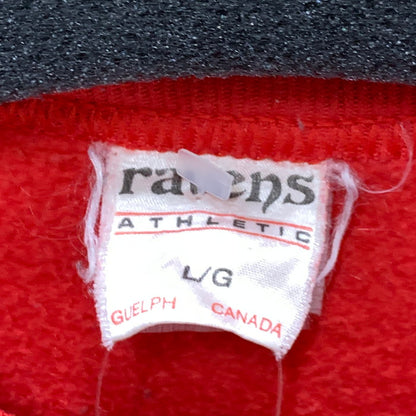 ravens
ATHLETIC
L/G
GUELPH CANADA